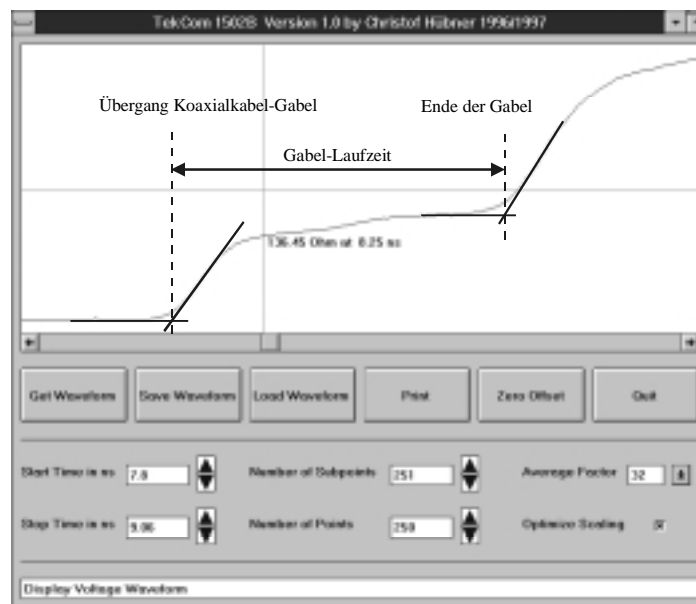 TekCom 1502B Version 1.0 by Christof Hübner 1996/1997
Übergang Koaxialkabel-Gabel
Ende der Gabel
Gabel-Laufzeit
136.45 Ohm at 8.25 ns
Get Waveform
Save Waveform
Load Waveform
Print
Zero Offset
Quit
Start Time in ns
7.8
Number of Subpoints
251
Average Factor
32
Stop Time in ns
9.06
Number of Points
250
Optimize Scaling
Display Voltage Waveform